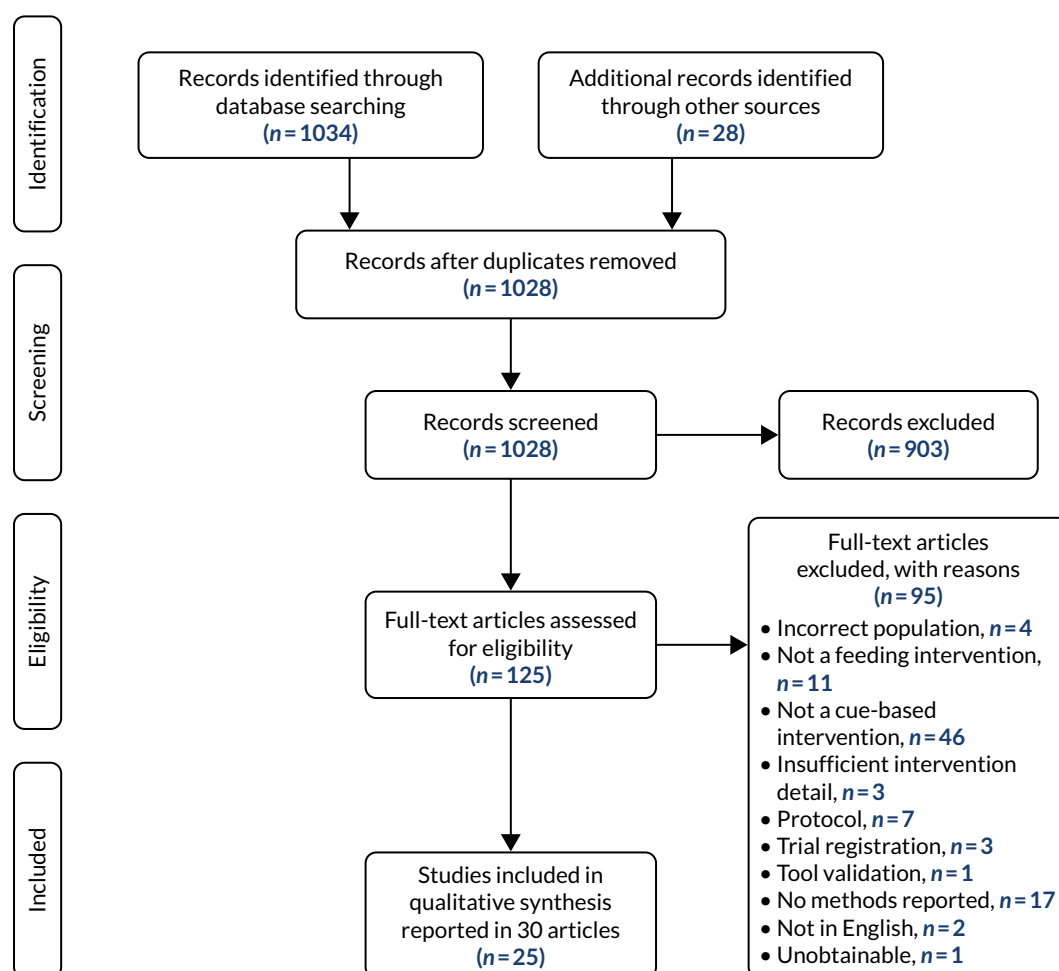 Identification
Records identified through
database searching
(n=1034)
Additional records identified
through other sources
(n=28)
Records after duplicates removed
(n=1028)
Screening
Records screened
(n=1028)
Records excluded
(n=903)
Eligibility
Full-text articles assessed
for eligibility
(n=125)
Full-text articles
excluded, with reasons
(n=95)
• Incorrect population, n=4
• Not a feeding intervention,
n=11
• Not a cue-based
intervention, n=46
• Insufficient intervention
detail, n=3
• Protocol, n=7
• Trial registration, n=3
• Tool validation, n=1
• No methods reported, n=17
• Not in English, n=2
• Unobtainable, n=1
Included
Studies included in
qualitative synthesis
reported in 30 articles
(n=25)